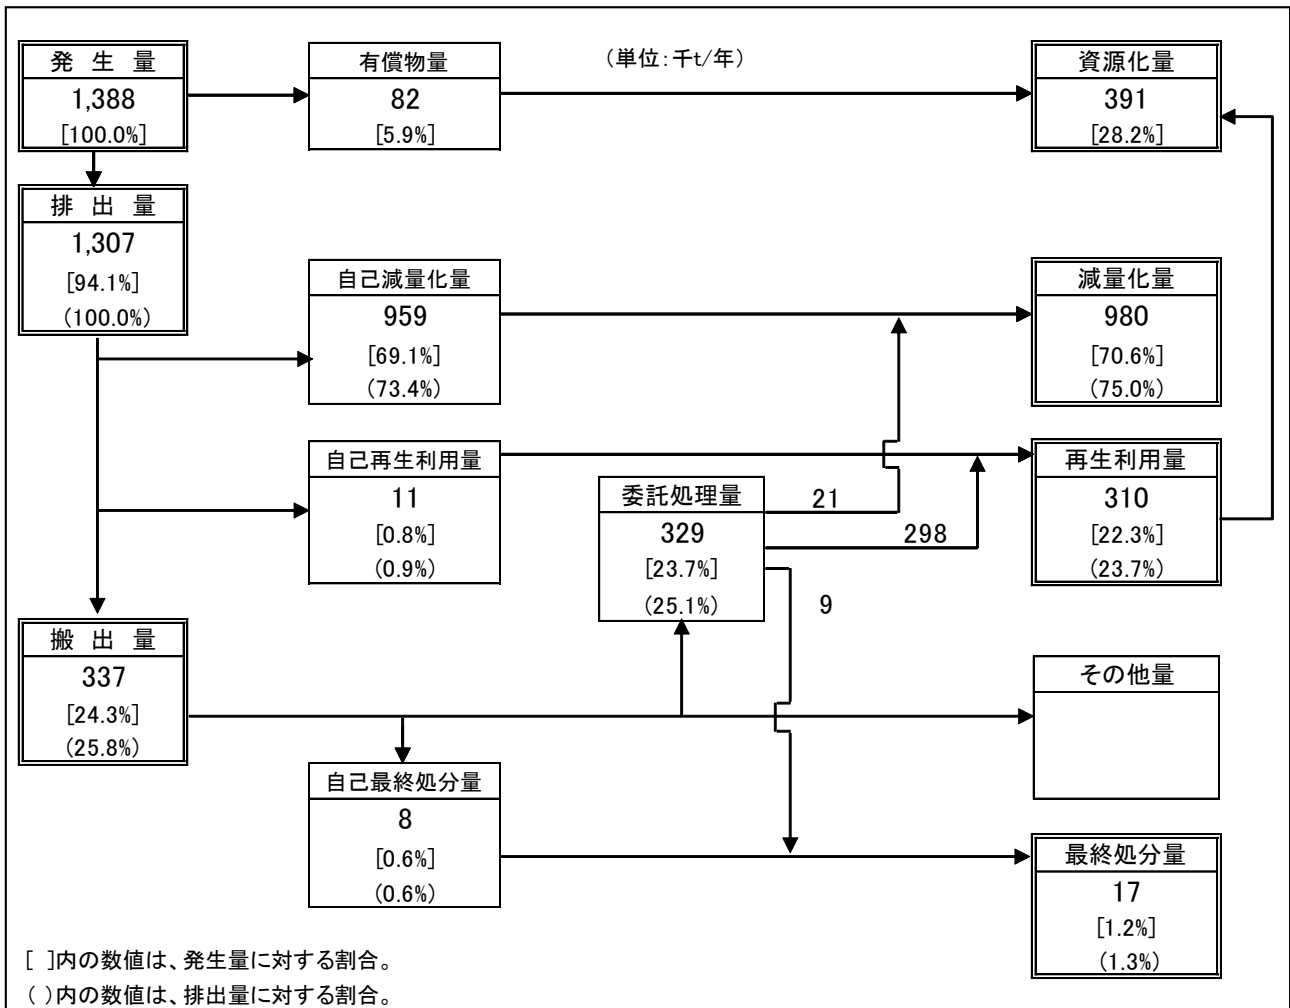 発 生 量
1,388
[100.0%]
有償物量
82
[5.9%]
(単位：千t/年)
資源化量
391
[28.2%]
排 出 量
1,307
[94.1%]
(100.0%)
自己減量化量
959
[69.1%]
(73.4%)
減量化量
980
[70.6%]
(75.0%)
自己再生利用量
11
[0.8%]
(0.9%)
委託処理量
329
[23.7%]
(25.1%)
21
298
9
再生利用量
310
[22.3%]
(23.7%)
搬 出 量
337
[24.3%]
(25.8%)
その他量
自己最終処分量
8
[0.6%]
(0.6%)
最終処分量
17
[1.2%]
(1.3%)
[ ]内の数値は、発生量に対する割合。
( )内の数値は、排出量に対する割合。